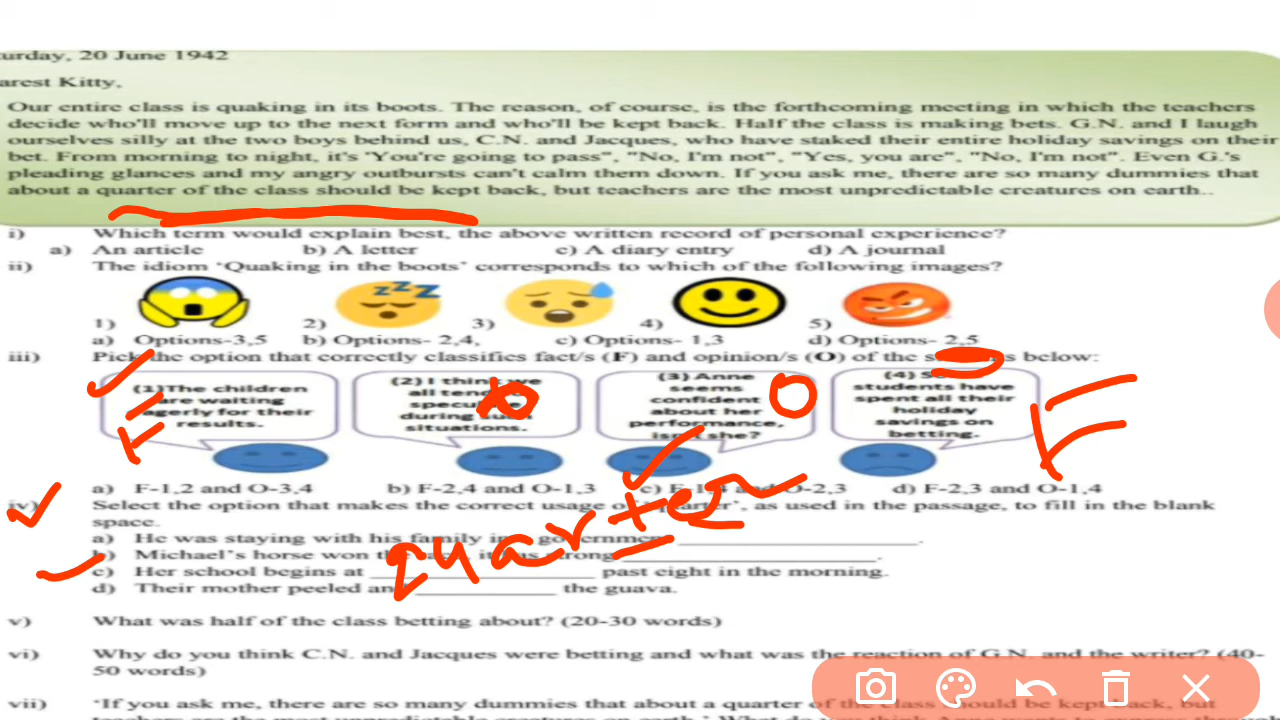 turday, 20 June 1942
arest Kitty,
Our entire class is quaking in its boots. The reason, of course, is the forthcoming meeting in which the teachers
decide who'll move up to the next form and who'll be kept back. Half the class is making bets. G.N. and I laugh
ourselves silly at the two boys behind us, C.N. and Jacques, who have staked their entire holiday savings on their
bet. From morning to night, it's "You're going to pass", "No, I'm not", "Yes, you are", "No, I'm not". Even G.'s
pleading glances and my angry outbursts can't calm them down. If you ask me, there are so many dummies that
about a quarter of the class should be kept back, but teachers are the most unpredictable creatures on earth..
i) Which term would explain best, the above written record of personal experience?
a) An article b) A letter c) A diary entry d) A journal
ii) The idiom 'Quaking in the boots' corresponds to which of the following images?
1) 2) 3) 4) 5)
a) Options-3,5 b) Options- 2,4, c) Options- 1,3 d) Options- 2,5
iii) Pick the option that correctly classifies fact/s (F) and opinion/s (O) of the below:
(1)The children
are waiting
eagerly for their
results.
F
(2) I think we
all tend to
speculate
during such
situations.
O
(3) Anne
seems
confident
about her
performance,
isn't she?
O
(4)
students have
spent all their
holiday
savings on
betting.
F
a) F-1,2 and O-3,4 b) F-2,4 and O-1,3 c) F-1,4 and O-2,3 d) F-2,3 and O-1,4
iv) Select the option that makes the correct usage of 'quarter', as used in the passage, to fill in the blank
space.
quarter
a) He was staying with his family in government
b) Michael's horse won the strong .
c) Her school begins at past eight in the morning.
d) Their mother peeled and the guava.
v) What was half of the class betting about? (20-30 words)
vi) Why do you think C.N. and Jacques were betting and what was the reaction of G.N. and the writer? (40-
50 words)
vii) 'If you ask me, there are so many dummies that about a quarter of the class should be kept back, but